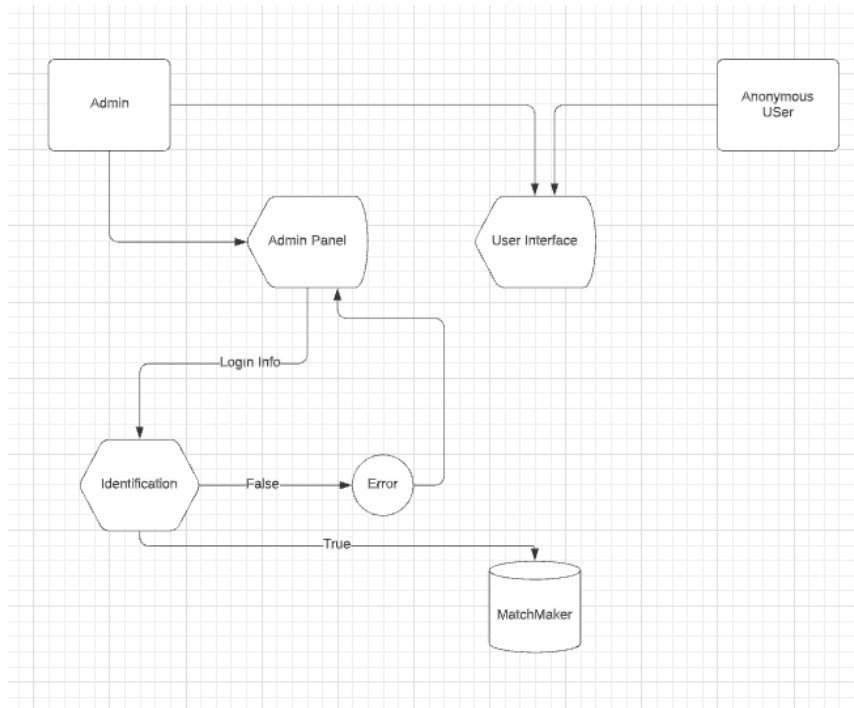 Admin
Anonymous
USer
Admin Panel
User Interface
Login Info
Identification
False
Error
True
MatchMaker